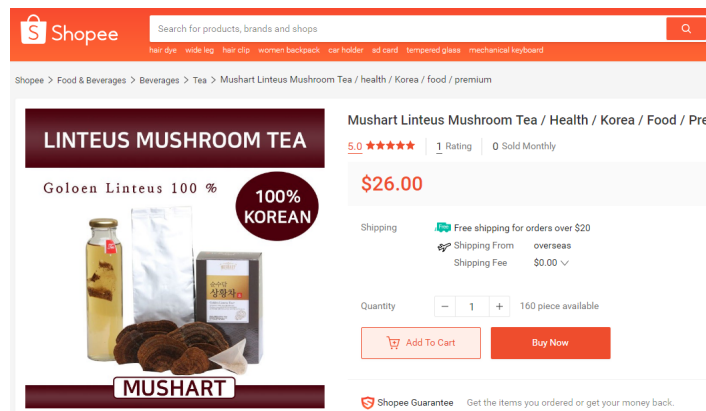 Shopee
Search for products, brands and shops
hair dye wide leg hair clip women backpack car holder ad card tempered glass mechanical keyboard
Shopee > Food & Beverages > Beverages > Tea > Mushart Linteus Mushroom Tea / health / Korea / food / premium
LINTEUS MUSHROOM TEA
Goloen Linteus 100 %
100%
KOREAN
상황차
MUSHART
Mushart Linteus Mushroom Tea / Health / Korea / Food / Pre
5.0 1 Rating 0 Sold Monthly
$26.00
Shipping
Free shipping for orders over $20
Shipping From overseas
Shipping Fee $0.00
Quantity − 1 + 160 piece available
Add To Cart
Buy Now
Shopee Guarantee Get the items you ordered or get your money back.